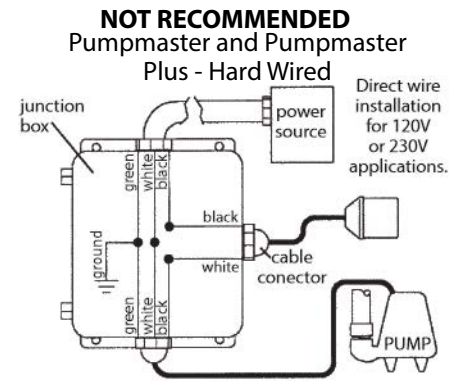 NOT RECOMMENDED
Pumpmaster and Pumpmaster
Plus - Hard Wired
Direct wire
installation
for 120V
or 230V
applications.
junction
box
power
source
green
white
black
black
white
ground
cable
conector
green
white
black
PUMP